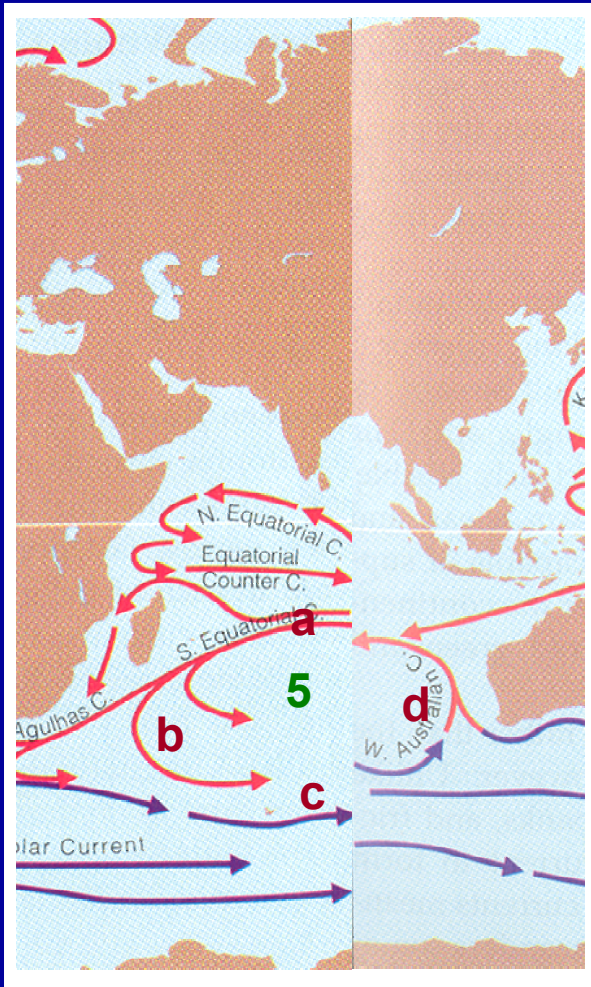 K
N. Equatorial C.
Equatorial
Counter C.
S. Equatorial C.
a
5
d
W. Australian C.
Agulhas C.
b
c
olar Current